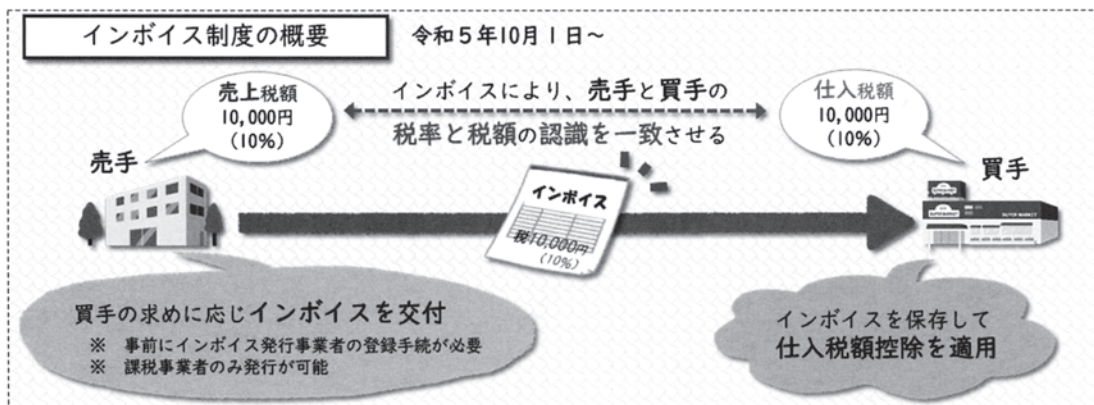 インボイス制度の概要
令和5年10月1日~
売上税額
10,000円
(10%)
インボイスにより、売手と買手の
税率と税額の認識を一致させる
仕入税額
10,000円
(10%)
売手
買手
インボイス
税10,000円
(10%)
買手の求めに応じインボイスを交付
※ 事前にインボイス発行事業者の登録手続が必要
※ 課税事業者のみ発行が可能
インボイスを保存して
仕入税額控除を適用